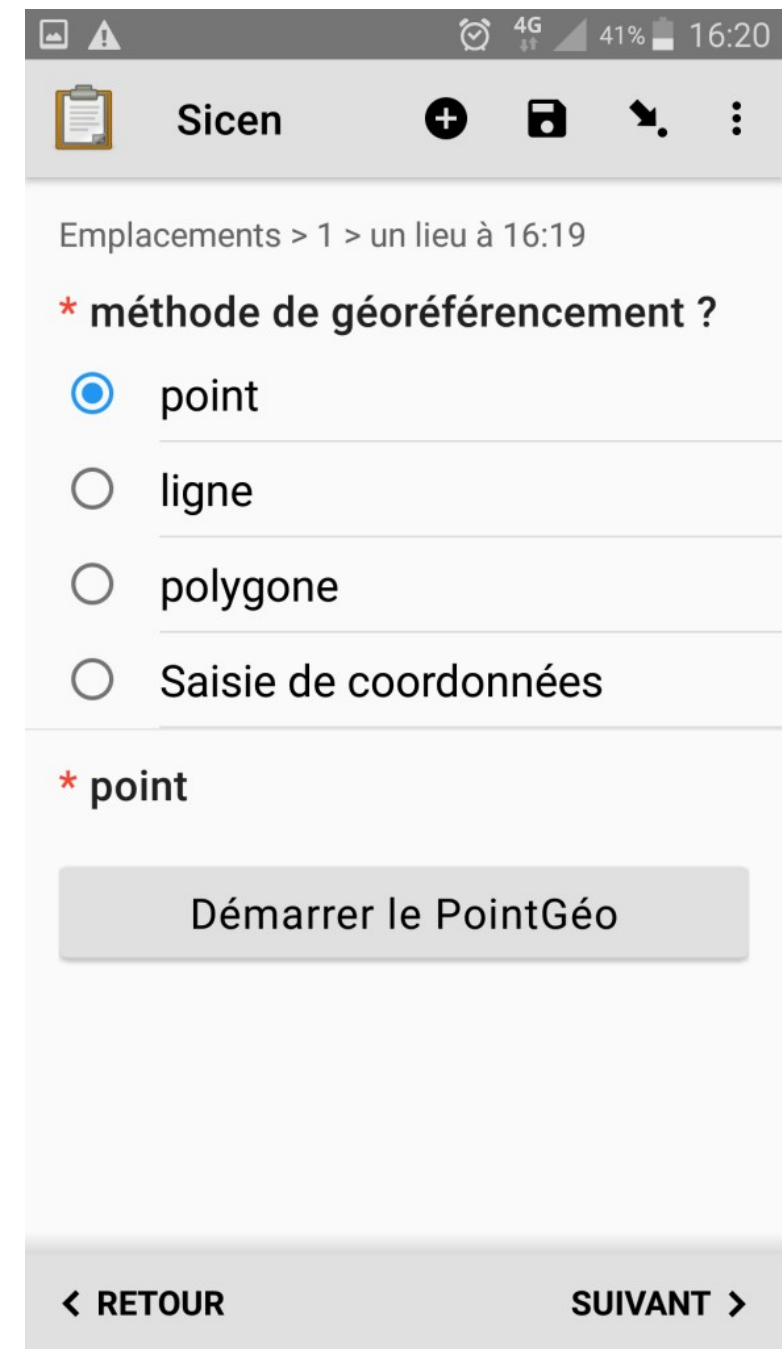 4G 41% 16:20
Sicen
Emplacements > 1 > un lieu à 16:19
* méthode de géoréférencement ?
point
ligne
polygone
Saisie de coordonnées
* point
Démarrer le PointGéo
< RETOUR SUIVANT >